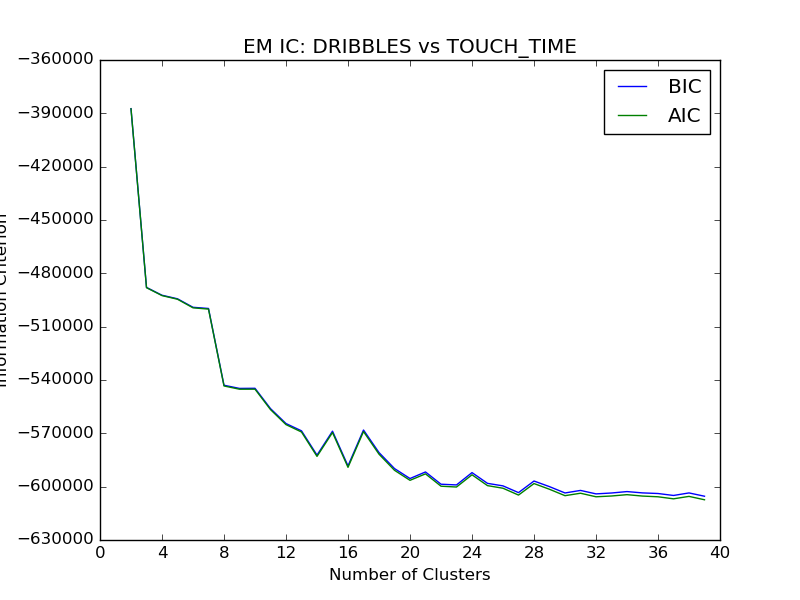 EM IC: DRIBBLES vs TOUCH_TIME
BIC
AIC
−360000
−390000
−420000
−450000
−480000
−510000
−540000
−570000
−600000
−630000
Information Criterion
0 4 8 12 16 20 24 28 32 36 40
Number of Clusters